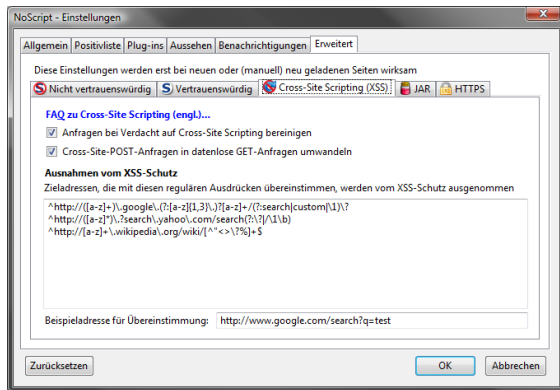 NoScript - Einstellungen
Allgemein Positivliste Plug-ins Aussehen Benachrichtigungen Erweitert
Diese Einstellungen werden erst bei neuen oder (manuell) neu geladenen Seiten wirksam
Nicht vertrauenswürdig Vertrauenswürdig Cross-Site Scripting (XSS) JAR HTTPS
FAQ zu Cross-Site Scripting (engl.)...
Anfragen bei Verdacht auf Cross-Site Scripting bereinigen
Cross-Site-POST-Anfragen in datenlose GET-Anfragen umwandeln
Ausnahmen vom XSS-Schutz
Zieladressen, die mit diesen regulären Ausdrücken übereinstimmen, werden vom XSS-Schutz ausgenommen
^http://([a-z]+)\.google\.(?:[a-z]{1,3}\.)?[a-z]+/(?:search|custom|\1)\?
^http://([a-z]*)\.?search\.yahoo\.com/search(?:\?|/\1\b)
^http://[a-z]+\.wikipedia\.org/wiki/[^"<>\?%]+$
Beispieladresse für Übereinstimmung: http://www.google.com/search?q=test
Zurücksetzen OK Abbrechen